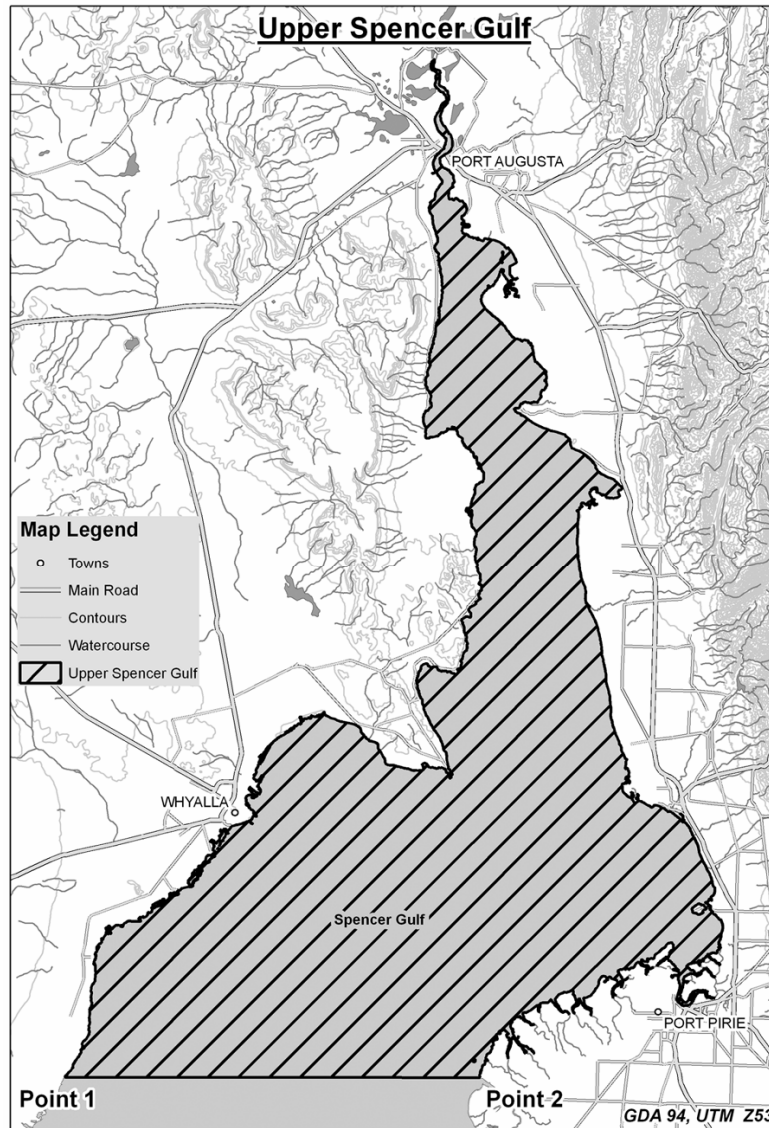 Upper Spencer Gulf
PORT AUGUSTA
Map Legend
Towns
Main Road
Contours
Watercourse
Upper Spencer Gulf
WHYALLA
Spencer Gulf
PORT PIRIE
Point 1
Point 2
GDA 94, UTM Z53